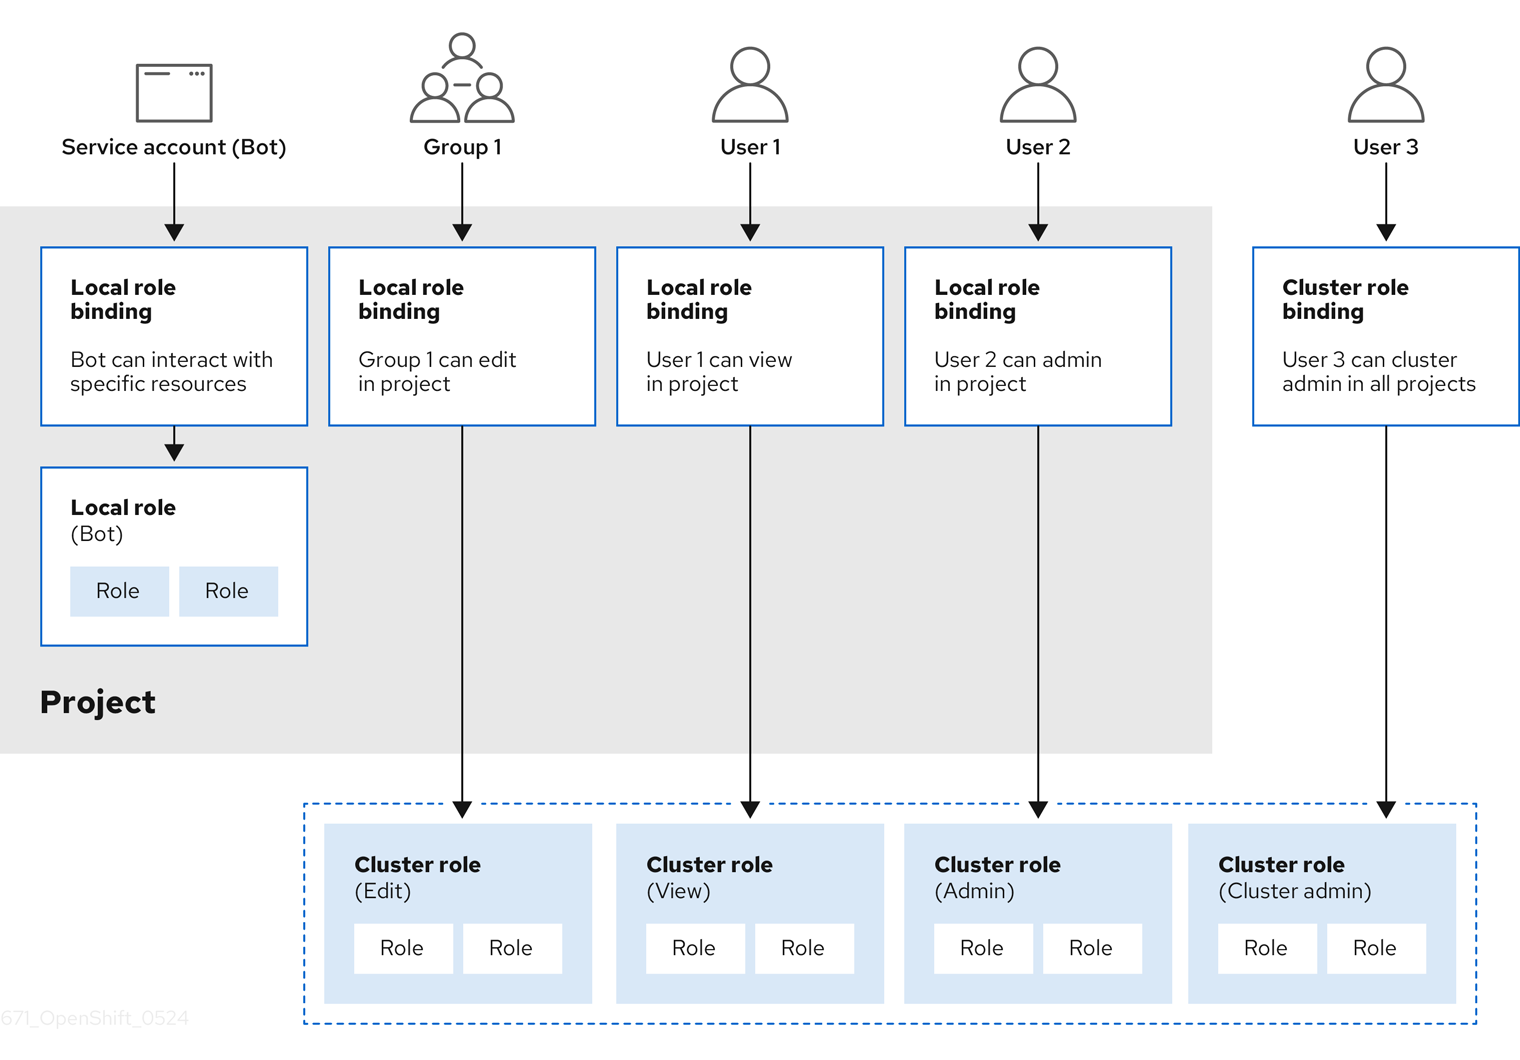 Service account (Bot)
Group 1
User 1
User 2
User 3
Local role
binding
Bot can interact with
specific resources
Local role
binding
Group 1 can edit
in project
Local role
binding
User 1 can view
in project
Local role
binding
User 2 can admin
in project
Cluster role
binding
User 3 can cluster
admin in all projects
Local role
(Bot)
Role
Role
Project
Cluster role
(Edit)
Role
Role
Cluster role
(View)
Role
Role
Cluster role
(Admin)
Role
Role
Cluster role
(Cluster admin)
Role
Role
671_OpenShift_0524